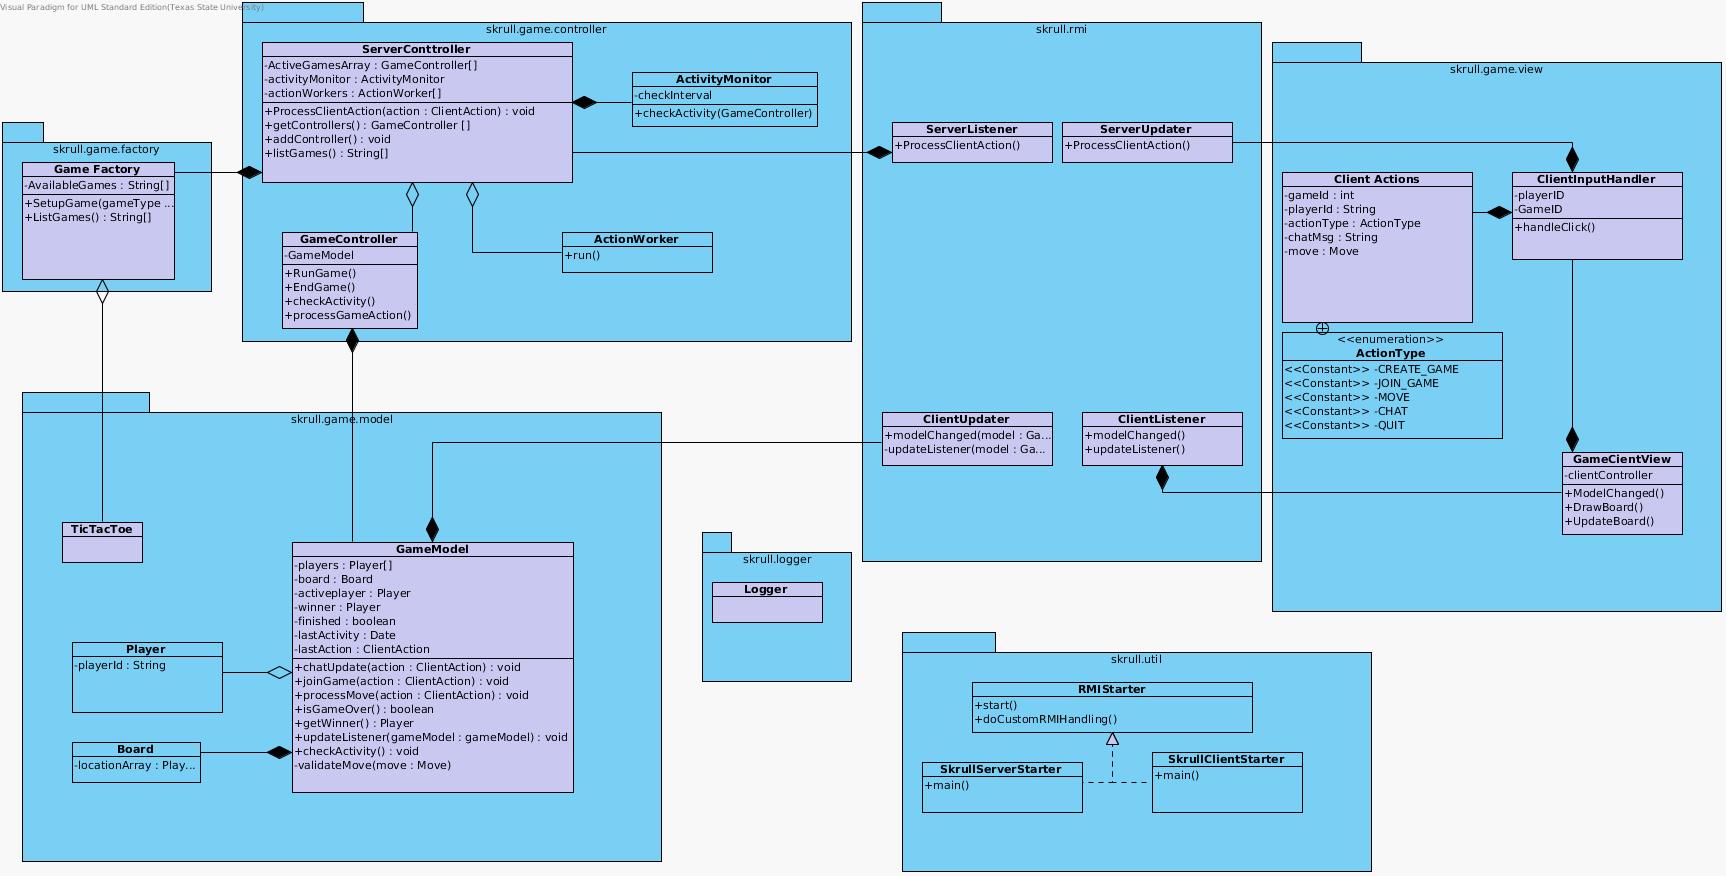 Visual Paradigm for UML Standard Edition(Texas State University)
skrull.game.controller
ServerConttroller
-ActiveGamesArray : GameController[]
-activityMonitor : ActivityMonitor
-actionWorkers : ActionWorker[]
+ProcessClientAction(action : ClientAction) : void
+getControllers() : GameController []
+addController() : void
+listGames() : String[]
ActivityMonitor
-checkInterval
+checkActivity(GameController)
GameController
-GameModel
+RunGame()
+EndGame()
+checkActivity()
+processGameAction()
ActionWorker
+run()
skrull.game.factory
Game Factory
-AvailableGames : String[]
+SetupGame(gameType ...
+ListGames() : String[]
skrull.rmi
ServerListener
+ProcessClientAction()
ServerUpdater
+ProcessClientAction()
ClientUpdater
+modelChanged(model : Ga...
-updateListener(model : Ga...
ClientListener
+modelChanged()
+updateListener()
skrull.game.view
Client Actions
-gameId : int
-playerId : String
-actionType : ActionType
-chatMsg : String
-move : Move
ClientInputHandler
-playerID
-GameID
+handleClick()
<<enumeration>>
ActionType
<<Constant>> -CREATE_GAME
<<Constant>> -JOIN_GAME
<<Constant>> -MOVE
<<Constant>> -CHAT
<<Constant>> -QUIT
GameCientView
-clientController
+ModelChanged()
+DrawBoard()
+UpdateBoard()
skrull.game.model
TicTacToe
GameModel
-players : Player[]
-board : Board
-activeplayer : Player
-winner : Player
-finished : boolean
-lastActivity : Date
-lastAction : ClientAction
+chatUpdate(action : ClientAction) : void
+joinGame(action : ClientAction) : void
+processMove(action : ClientAction) : void
+isGameOver() : boolean
+getWinner() : Player
+updateListener(gameModel : gameModel) : void
+checkActivity() : void
-validateMove(move : Move)
Player
-playerId : String
Board
-locationArray : Play...
skrull.logger
Logger
skrull.util
RMIStarter
+start()
+doCustomRMIHandling()
SkrullServerStarter
+main()
SkrullClientStarter
+main()